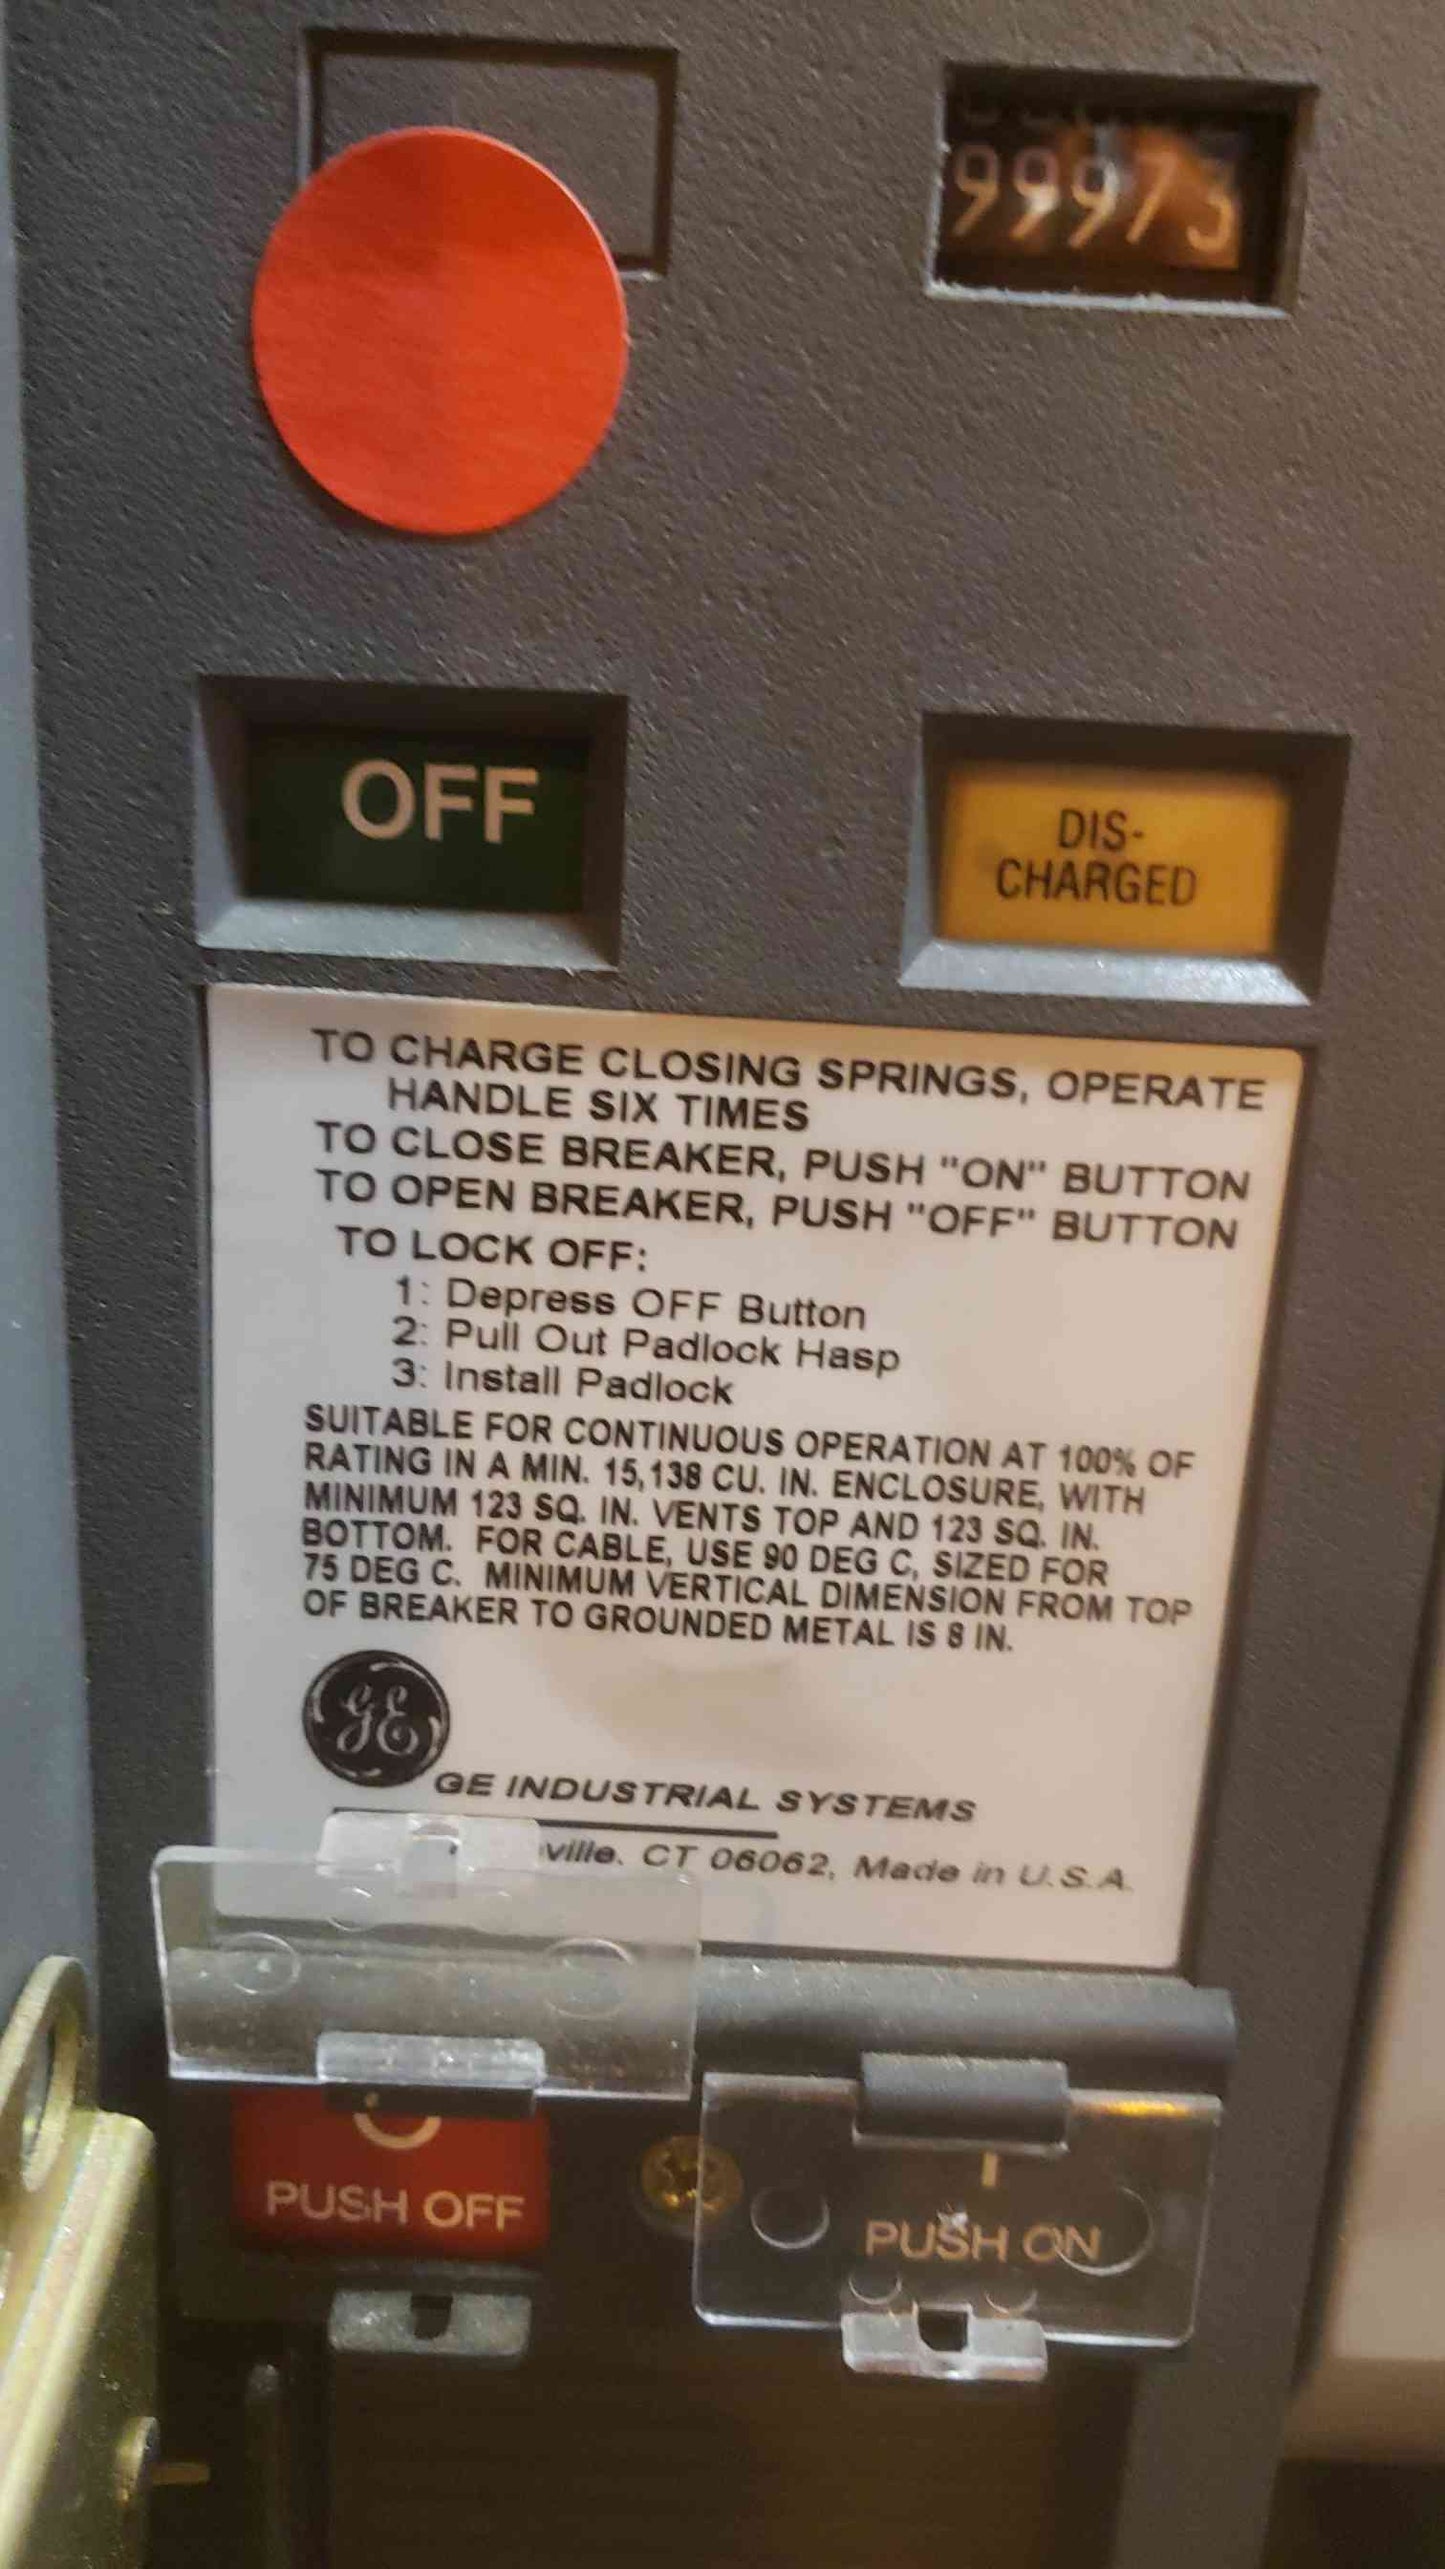 99973
OFF
DIS-
CHARGED
TO CHARGE CLOSING SPRINGS, OPERATE
HANDLE SIX TIMES
TO CLOSE BREAKER, PUSH "ON" BUTTON
TO OPEN BREAKER, PUSH "OFF" BUTTON
TO LOCK OFF:
1: Depress OFF Button
2: Pull Out Padlock Hasp
3: Install Padlock
SUITABLE FOR CONTINUOUS OPERATION AT 100% OF
RATING IN A MIN. 15,138 CU. IN. ENCLOSURE, WITH
MINIMUM 123 SQ. IN. VENTS TOP AND 123 SQ. IN.
BOTTOM. FOR CABLE, USE 90 DEG C, SIZED FOR
75 DEG C. MINIMUM VERTICAL DIMENSION FROM TOP
OF BREAKER TO GROUNDED METAL IS 8 IN.
GE
GE INDUSTRIAL SYSTEMS
ville, CT 06062, Made in U.S.A.
PUSH OFF
I
PUSH ON